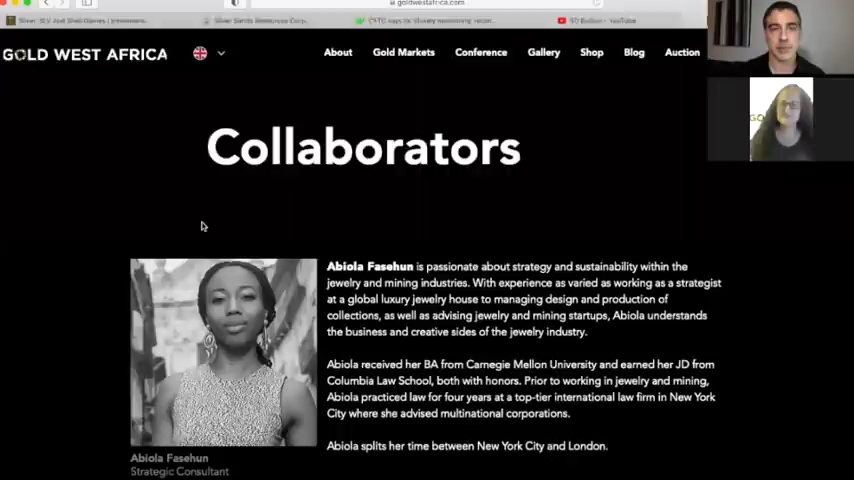 goldwestafrica.com
SD Bullion - YouTube
GOLD WEST AFRICA
About Gold Markets Conference Gallery Shop Blog Auction
Collaborators
Abiola Fasehun is passionate about strategy and sustainability within the
jewelry and mining industries. With experience as varied as working as a strategist
at a global luxury jewelry house to managing design and production of
collections, as well as advising jewelry and mining startups, Abiola understands
the business and creative sides of the jewelry industry.
Abiola received her BA from Carnegie Mellon University and earned her JD from
Columbia Law School, both with honors. Prior to working in jewelry and mining,
Abiola practiced law for four years at a top-tier international law firm in New York
City where she advised multinational corporations.
Abiola splits her time between New York City and London.
Abiola Fasehun
Strategic Consultant